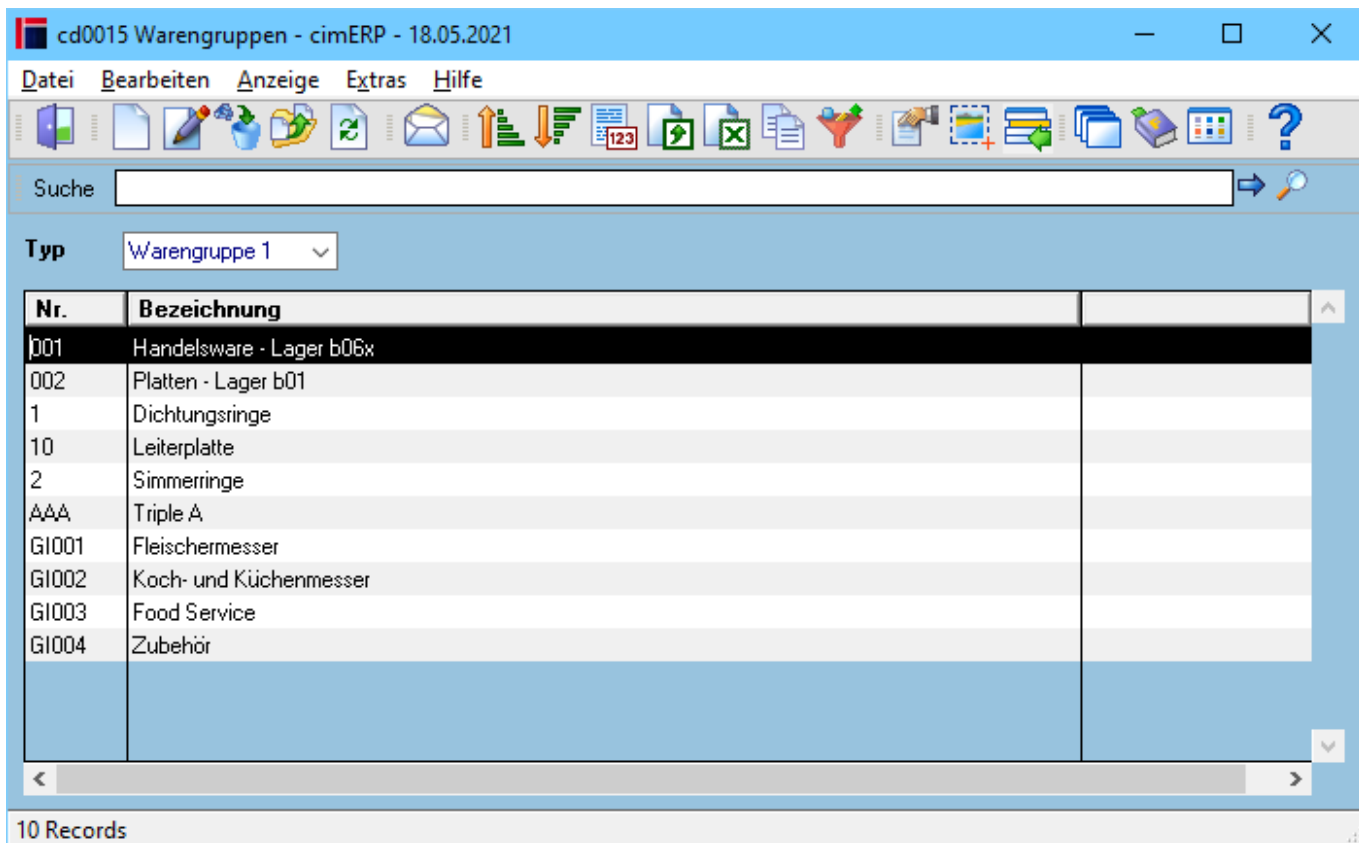 cd0015 Warengruppen - cimERP - 18.05.2021
Datei Bearbeiten Anzeige Extras Hilfe
123
Suche
Typ Warengruppe 1
Nr. Bezeichnung
001 Handelsware - Lager b06x
002 Platten - Lager b01
1 Dichtungsringe
10 Leiterplatte
2 Simmerringe
AAA Triple A
GI001 Fleischermesser
GI002 Koch- und Küchenmesser
GI003 Food Service
GI004 Zubehör
10 Records